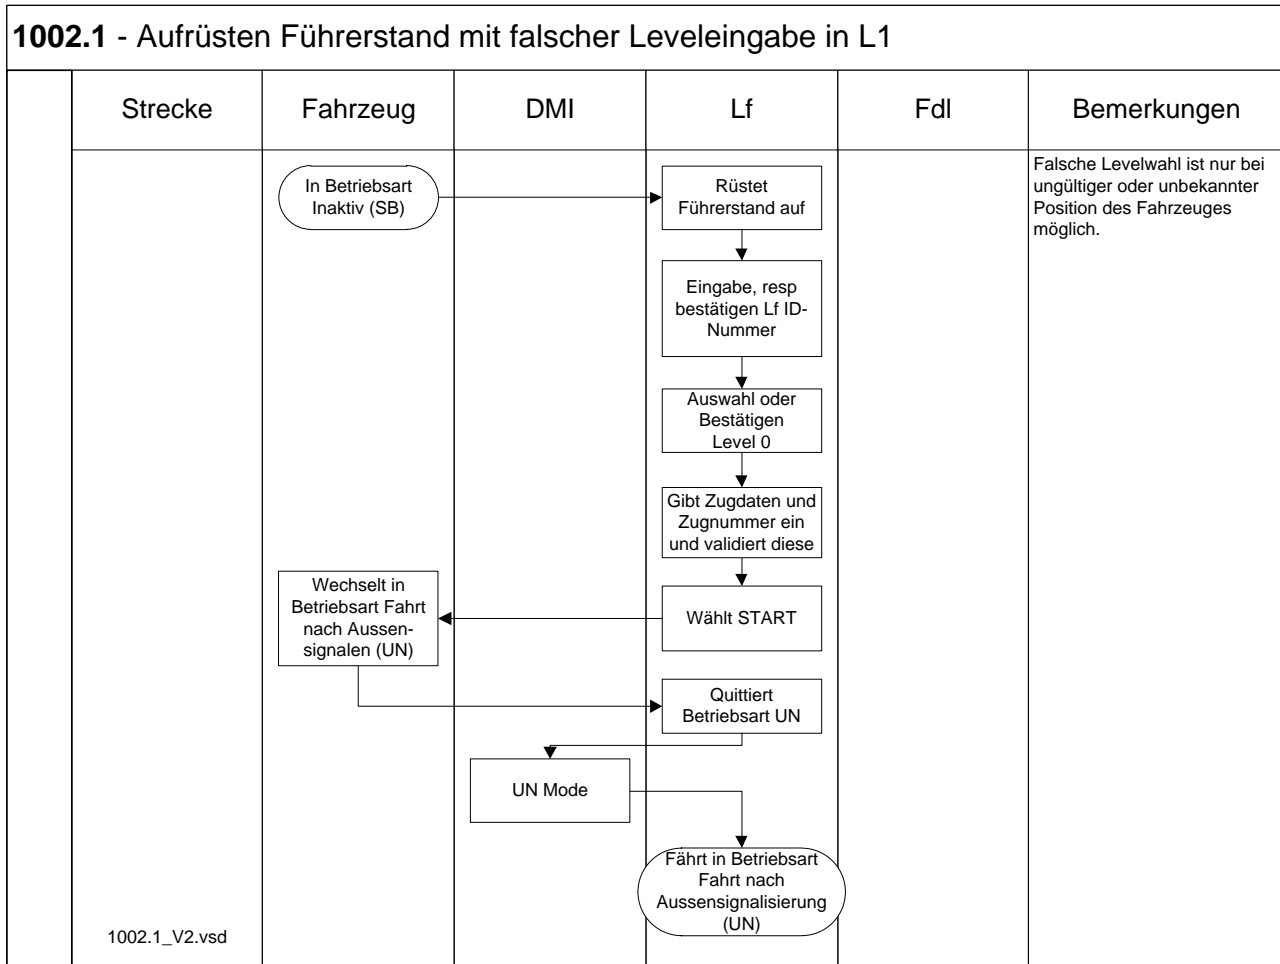 1002.1 - Aufrüsten Führerstand mit falscher Leveleingabe in L1
Strecke
Fahrzeug
DMI
Lf
Fdl
Bemerkungen
In Betriebsart
Inaktiv (SB)
Rüstet
Führerstand auf
Falsche Levelwahl ist nur bei
ungültiger oder unbekannter
Position des Fahrzeuges
möglich.
Eingabe, resp
bestätigen Lf ID-
Nummer
Auswahl oder
Bestätigen
Level 0
Gibt Zugdaten und
Zugnummer ein
und validiert diese
Wählt START
Wechselt in
Betriebsart Fahrt
nach Aussen-
signalen (UN)
Quittiert
Betriebsart UN
UN Mode
Fährt in Betriebsart
Fahrt nach
Aussensignalisierung
(UN)
1002.1_V2.vsd